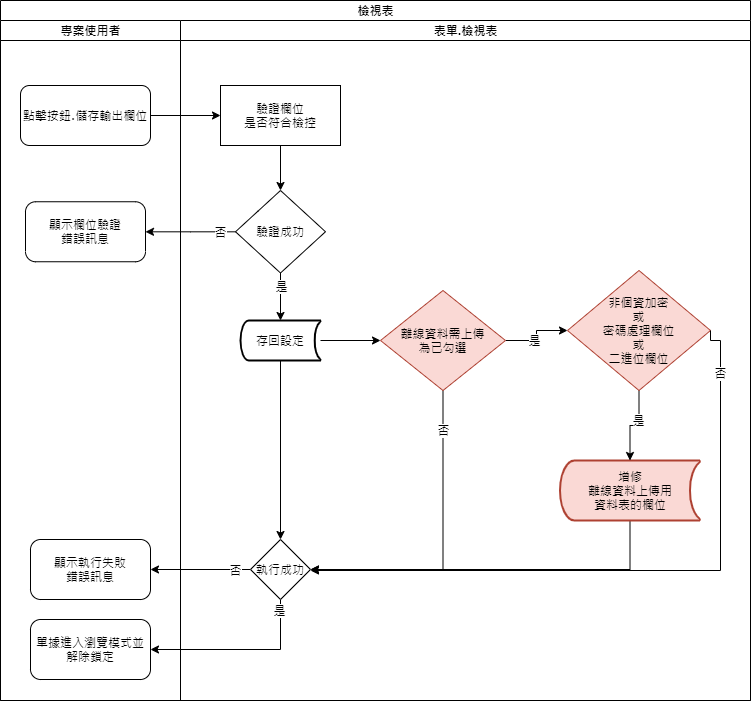 檢視表
專案使用者
表單.檢視表
點擊按鈕.儲存輸出欄位
驗證欄位
是否符合檢控
顯示欄位驗證
錯誤訊息
否
驗證成功
是
存回設定
離線資料需上傳
為已勾選
是
非個資加密
或
密碼處理欄位
或
二進位欄位
否
否
是
增修
離線資料上傳用
資料表的欄位
顯示執行失敗
錯誤訊息
否
執行成功
是
單據進入瀏覽模式並
解除鎖定